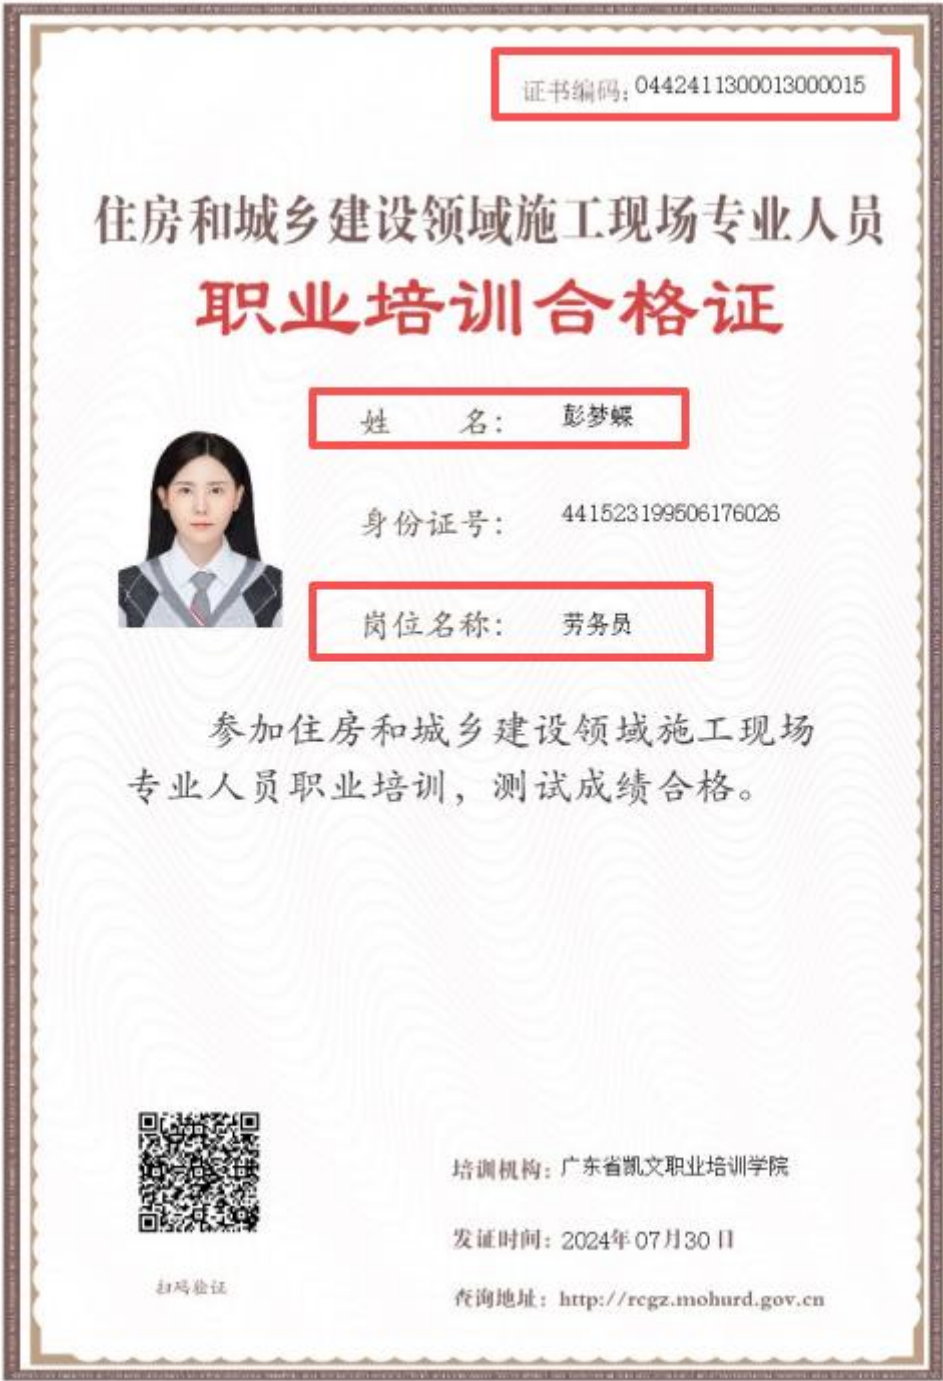 证书编码：0442411300013000015
住房和城乡建设领域施工现场专业人员
职业培训合格证
姓 名： 彭梦蝶
身份证号： 441523199506176026
岗位名称： 劳务员
参加住房和城乡建设领域施工现场
专业人员职业培训，测试成绩合格。
培训机构：广东省凯文职业培训学院
发证时间：2024年07月30日
扫码验证
查询地址：http://rcgz.mohurd.gov.cn